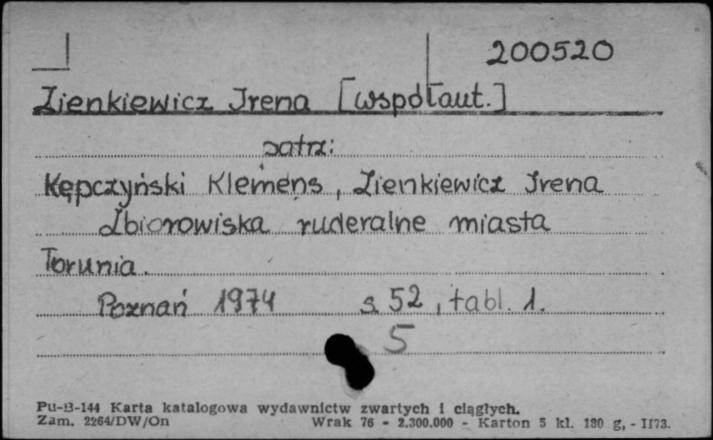 200520
Zienkiewicz Irena [współaut.]
patrz:
Kępczyński Klemens, Zienkiewicz Irena
Zbiorowiska ruderalne miasta
Torunia.
Poznań 1974 s. 52, tabl. 1.
5
Pu-B-144 Karta katalogowa wydawnictw zwartych i ciągłych.
Zam. 2264/DW/On Wrak 76 - 2.300.000 - Karton 5 kl. 180 g, - II73.